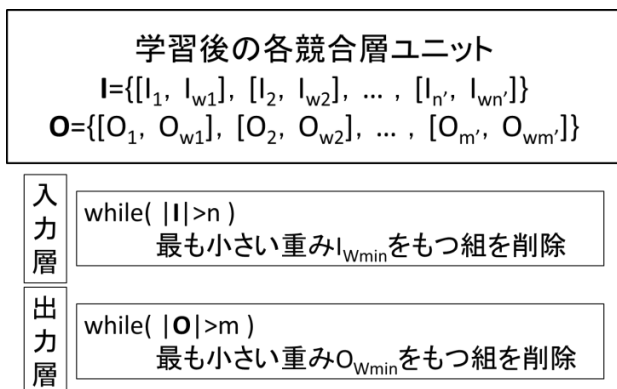 学習後の各競合層ユニット
I={[I1, Iw1], [I2, Iw2], … , [In′, Iwn′]}
O={[O1, Ow1], [O2, Ow2], … , [Om′, Owm′]}
入力層
while( |I|>n )
最も小さい重みIWminをもつ組を削除
出力層
while( |O|>m )
最も小さい重みOWminをもつ組を削除